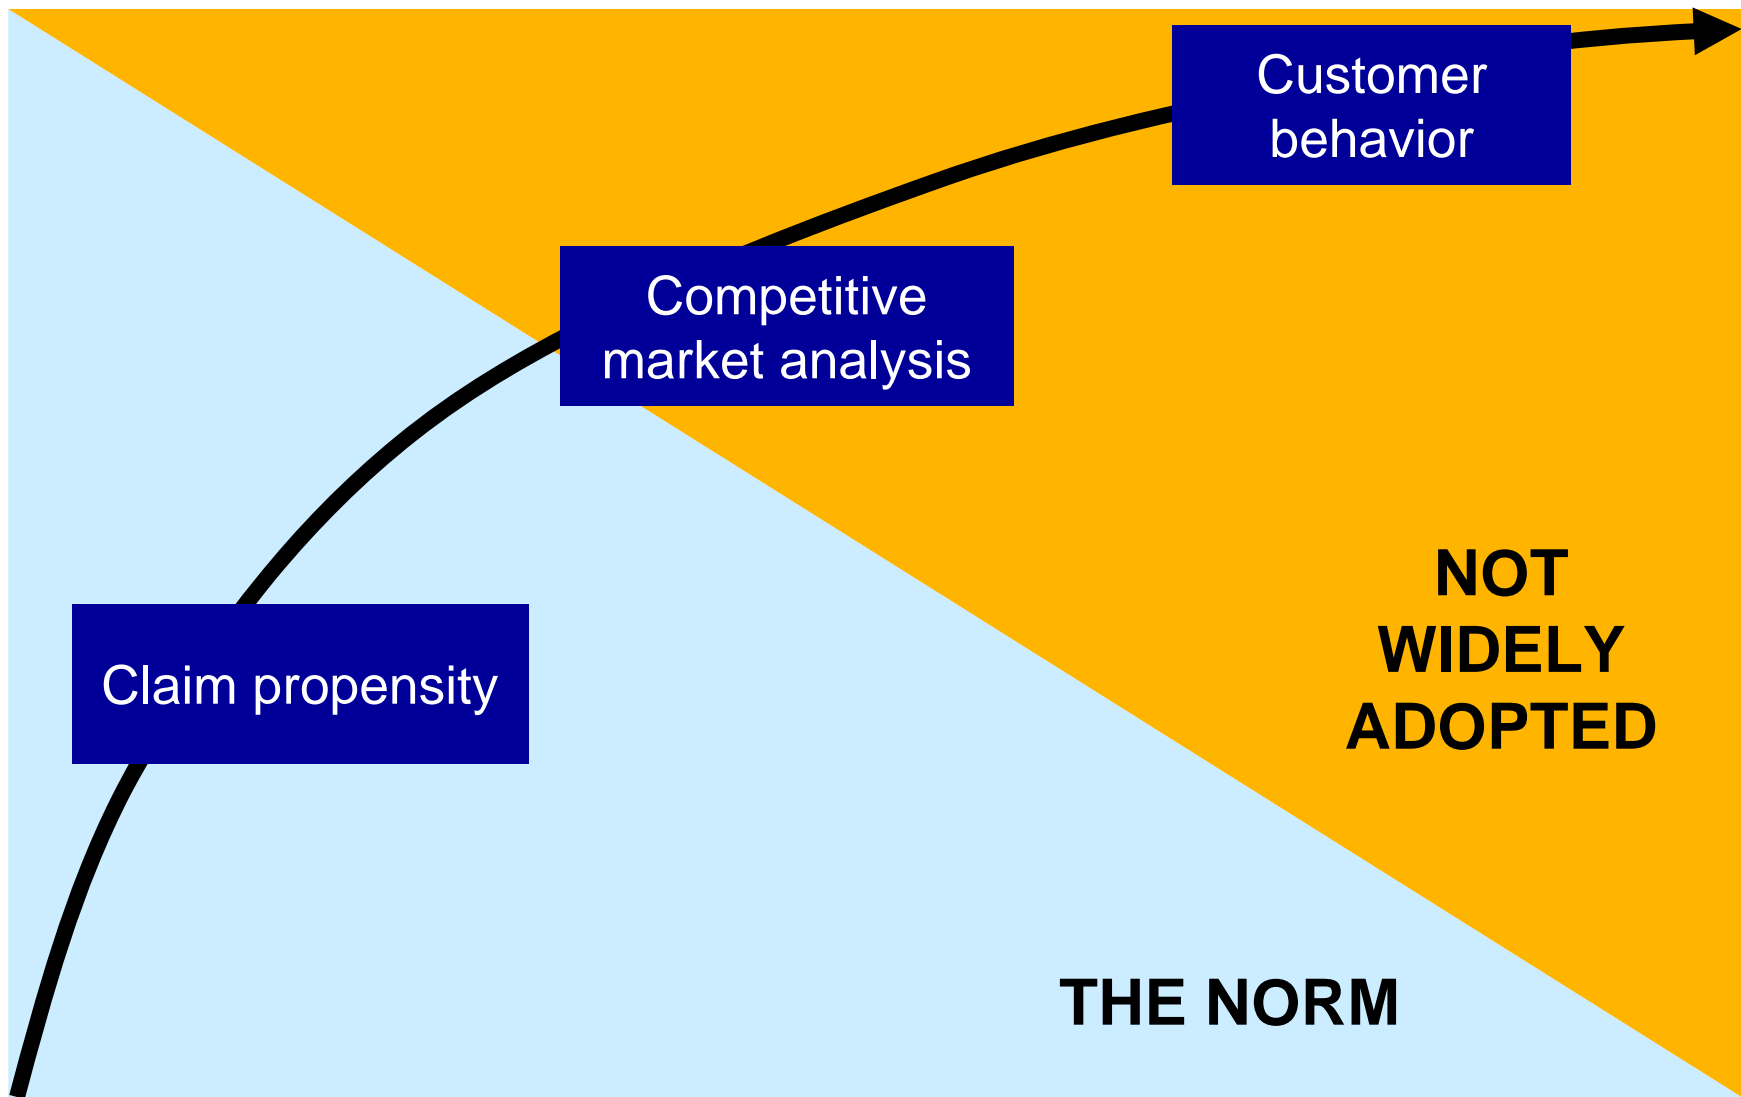 Customer
behavior
Competitive
market analysis
Claim propensity
NOT
WIDELY
ADOPTED
THE NORM